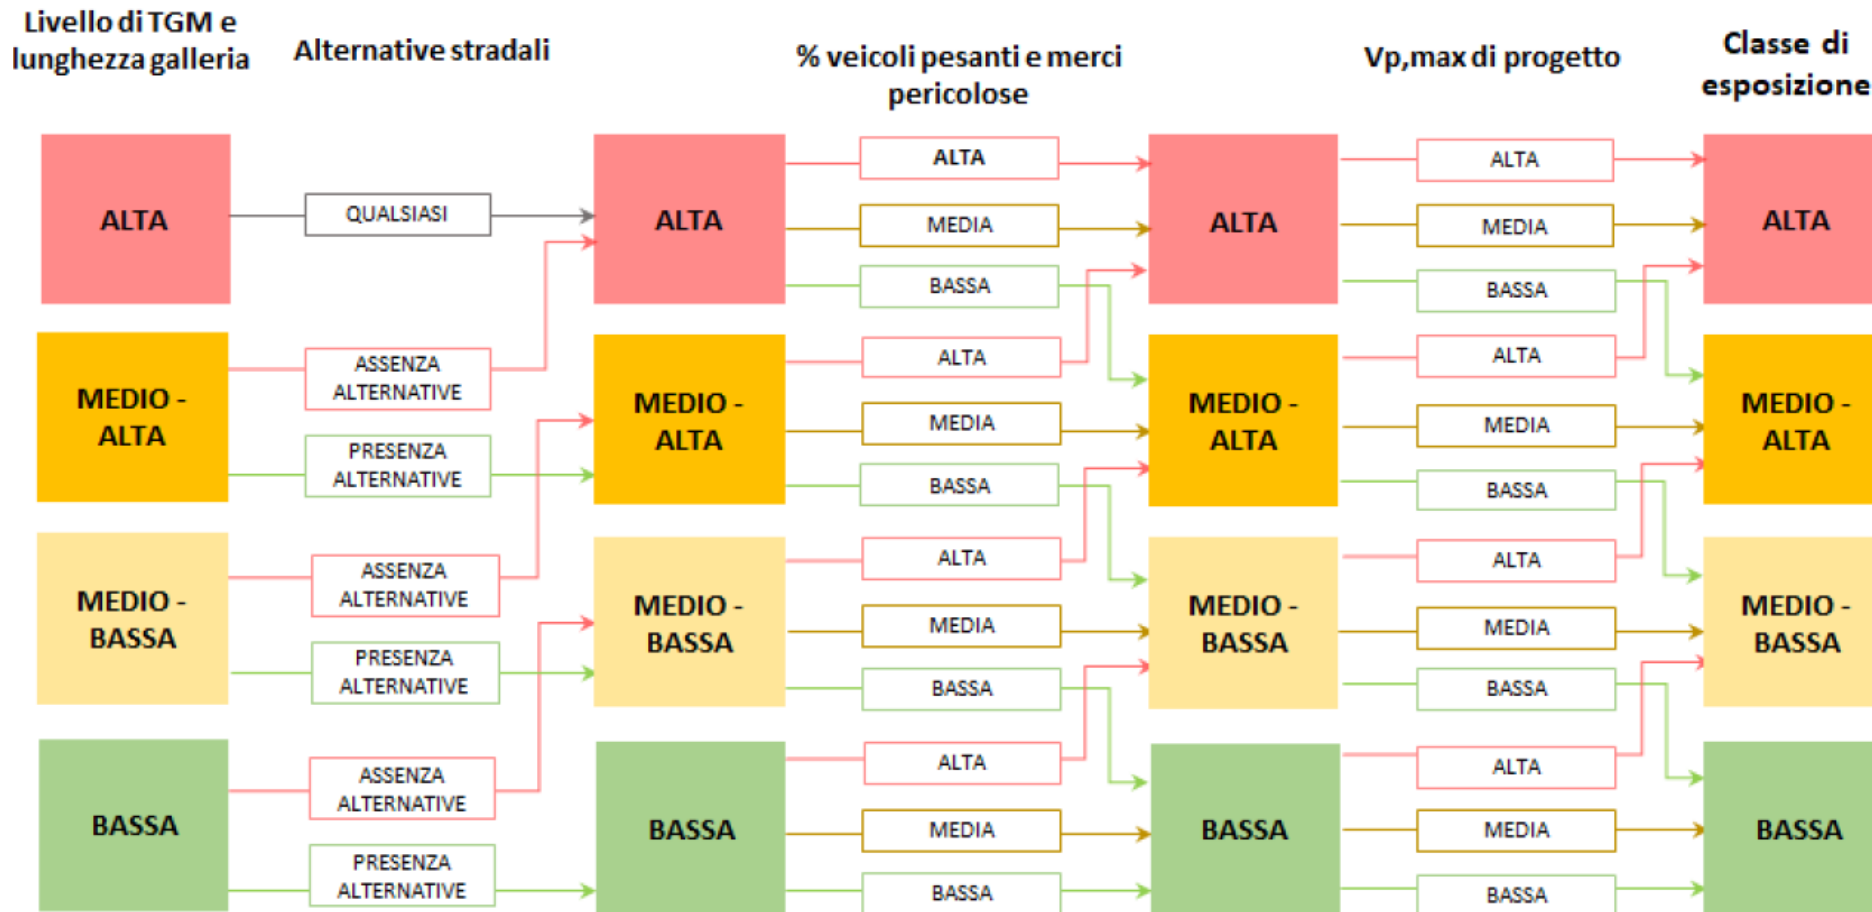 Livello di TGM e
lunghezza galleria
Alternative stradali
% veicoli pesanti e merci
pericolose
Vp,max di progetto
Classe di
esposizione
ALTA
QUALSIASI
ALTA
ALTA
MEDIA
BASSA
ALTA
ALTA
MEDIA
BASSA
ALTA
MEDIO -
ALTA
ASSENZA
ALTERNATIVE
PRESENZA
ALTERNATIVE
MEDIO -
ALTA
ALTA
MEDIA
BASSA
MEDIO -
ALTA
ALTA
MEDIA
BASSA
MEDIO -
ALTA
MEDIO -
BASSA
ASSENZA
ALTERNATIVE
PRESENZA
ALTERNATIVE
MEDIO -
BASSA
ALTA
MEDIA
BASSA
MEDIO -
BASSA
ALTA
MEDIA
BASSA
MEDIO -
BASSA
BASSA
ASSENZA
ALTERNATIVE
PRESENZA
ALTERNATIVE
BASSA
ALTA
MEDIA
BASSA
BASSA
ALTA
MEDIA
BASSA
BASSA